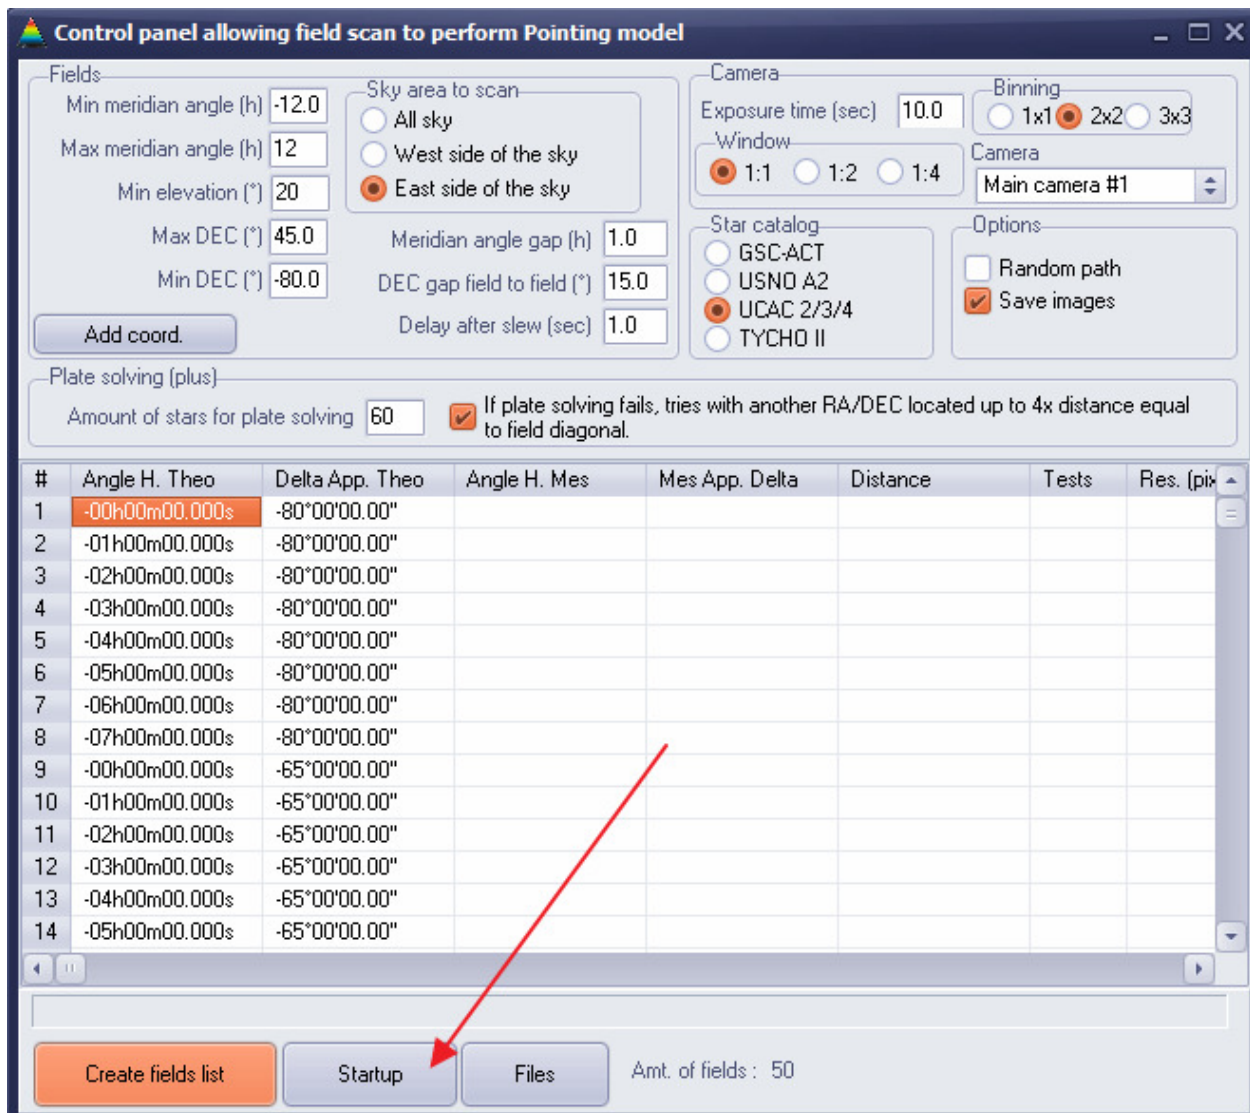 Control panel allowing field scan to perform Pointing model
Fields
Min meridian angle (h) -12.0
Max meridian angle (h) 12
Min elevation (°) 20
Max DEC (°) 45.0
Min DEC (°) -80.0
Add coord.
Sky area to scan
All sky
West side of the sky
East side of the sky
Meridian angle gap (h) 1.0
DEC gap field to field (°) 15.0
Delay after slew (sec) 1.0
Camera
Exposure time (sec) 10.0
Binning
1x1 2x2 3x3
Window
1:1 1:2 1:4
Camera
Main camera #1
Star catalog
GSC-ACT
USNO A2
UCAC 2/3/4
TYCHO II
Options
Random path
Save images
Plate solving (plus)
Amount of stars for plate solving 60
If plate solving fails, tries with another RA/DEC located up to 4x distance equal
to field diagonal.
# Angle H. Theo Delta App. Theo Angle H. Mes Mes App. Delta Distance Tests Res. (pix
1 -00h00m00.000s -80°00'00.00"
2 -01h00m00.000s -80°00'00.00"
3 -02h00m00.000s -80°00'00.00"
4 -03h00m00.000s -80°00'00.00"
5 -04h00m00.000s -80°00'00.00"
6 -05h00m00.000s -80°00'00.00"
7 -06h00m00.000s -80°00'00.00"
8 -07h00m00.000s -80°00'00.00"
9 -00h00m00.000s -65°00'00.00"
10 -01h00m00.000s -65°00'00.00"
11 -02h00m00.000s -65°00'00.00"
12 -03h00m00.000s -65°00'00.00"
13 -04h00m00.000s -65°00'00.00"
14 -05h00m00.000s -65°00'00.00"
Create fields list Startup Files Amt. of fields : 50